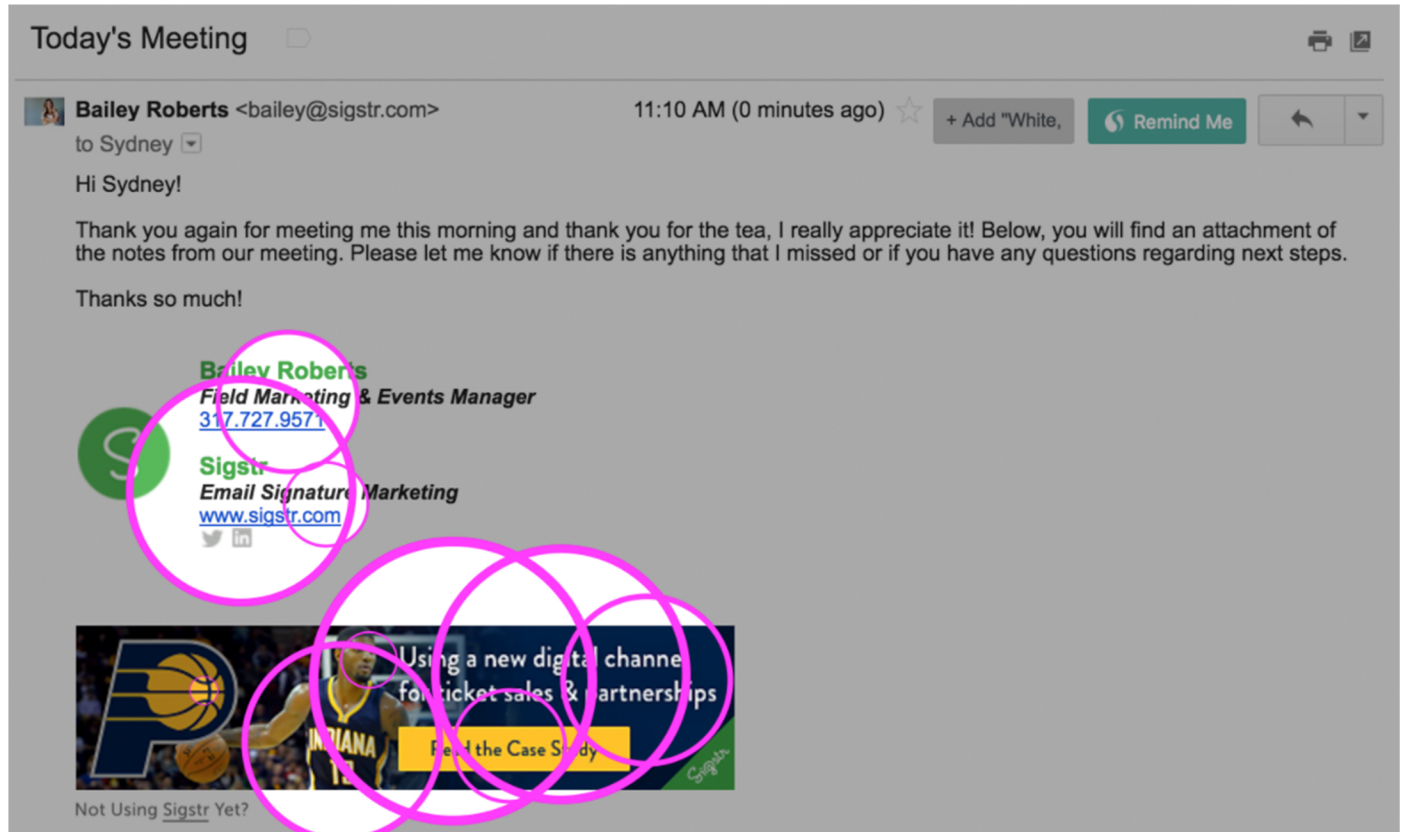 Today's Meeting
Bailey Roberts <bailey@sigstr.com>
11:10 AM (0 minutes ago)
+ Add "White,
Remind Me
to Sydney
Hi Sydney!
Thank you again for meeting me this morning and thank you for the tea, I really appreciate it! Below, you will find an attachment of
the notes from our meeting. Please let me know if there is anything that I missed or if you have any questions regarding next steps.
Thanks so much!
Bailey Roberts
Field Marketing & Events Manager
317.727.9571
S
Sigstr
Email Signature Marketing
www.sigstr.com
in
P
INDIANA
13
Using a new digital channel
for ticket sales & partnerships
Read the Case Study
Sigstr
Not Using Sigstr Yet?